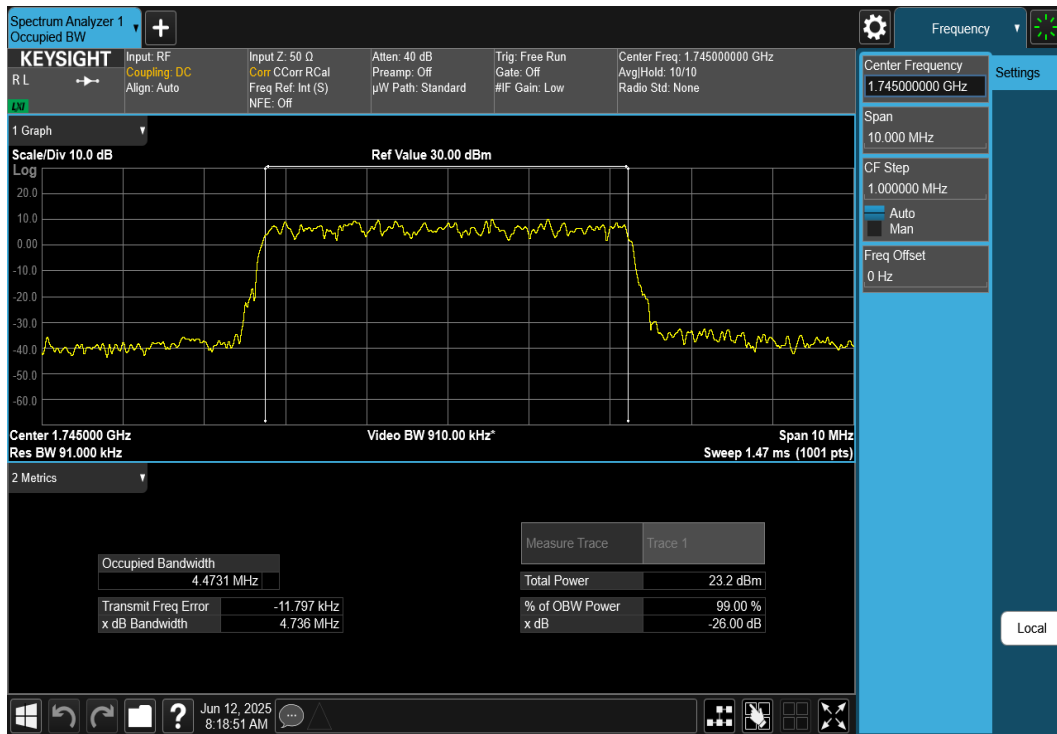 Spectrum Analyzer 1
Occupied BW
+
Frequency
KEYSIGHT
R L
LXI
Input: RF
Coupling: DC
Align: Auto
Input Z: 50 Ω
Corr CCorr RCal
Freq Ref: Int (S)
NFE: Off
Atten: 40 dB
Preamp: Off
µW Path: Standard
Trig: Free Run
Gate: Off
#IF Gain: Low
Center Freq: 1.745000000 GHz
Avg|Hold: 10/10
Radio Std: None
Center Frequency
1.745000000 GHz
Settings
Span
10.000 MHz
CF Step
1.000000 MHz
Auto
Man
Freq Offset
0 Hz
1 Graph
Scale/Div 10.0 dB
Ref Value 30.00 dBm
Log
20.0
10.0
0.00
-10.0
-20.0
-30.0
-40.0
-50.0
-60.0
Center 1.745000 GHz
Video BW 910.00 kHz*
Span 10 MHz
Res BW 91.000 kHz
Sweep 1.47 ms (1001 pts)
2 Metrics
Measure Trace
Trace 1
Occupied Bandwidth
4.4731 MHz
Total Power
23.2 dBm
Transmit Freq Error
-11.797 kHz
% of OBW Power
99.00 %
x dB Bandwidth
4.736 MHz
x dB
-26.00 dB
Local
?
Jun 12, 2025
8:18:51 AM